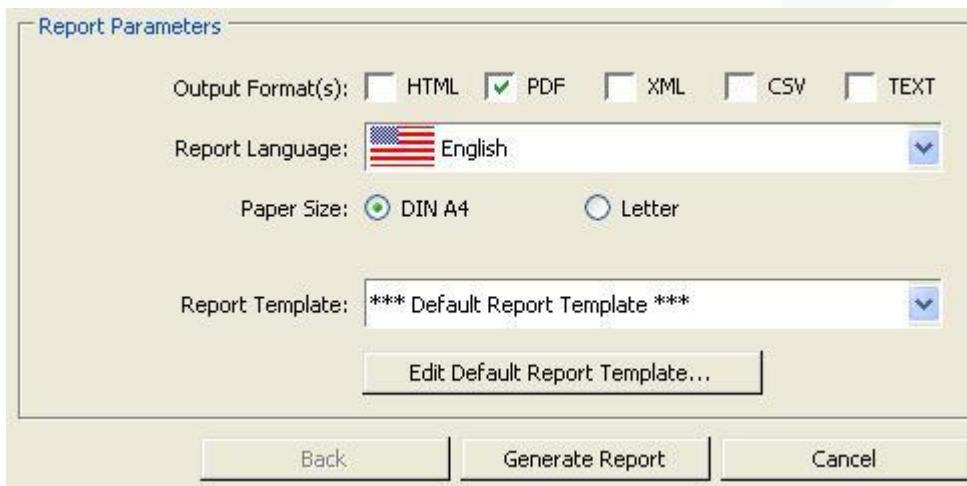 Report Parameters
Output Format(s): HTML PDF XML CSV TEXT
Report Language: English
Paper Size: DIN A4 Letter
Report Template: *** Default Report Template ***
Edit Default Report Template...
Back Generate Report Cancel